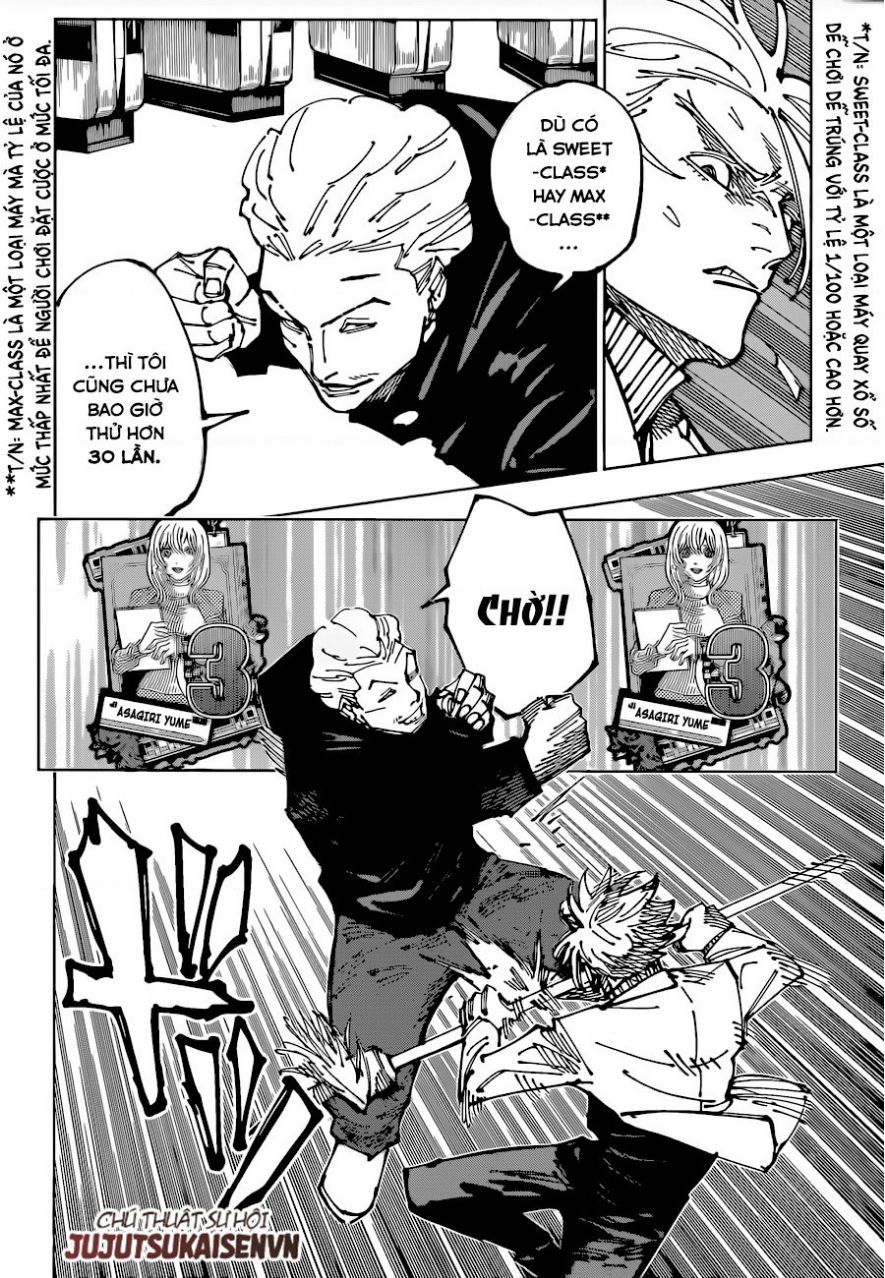 *T/N: SWEET-CLASS LÀ MỘT LOẠI MÁY QUAY XỔ SỐ
DỄ CHƠI DỄ TRÚNG VỚI TỶ LỆ 1/100 HOẶC CAO HƠN.
DÙ CÓ
LÀ SWEET
-CLASS*
HAY MAX
-CLASS**
...
...THÌ TÔI
CŨNG CHƯA
BAO GIỜ
THỬ HƠN
30 LẦN.
**T/N: MAX-CLASS LÀ MỘT LOẠI MÁY MÀ TỶ LỆ CỦA NÓ Ở
MỨC THẤP NHẤT ĐỂ NGƯỜI CHƠI ĐẶT CƯỢC Ở MỨC TỐI ĐA.
CHỜ!!
3
ASAGIRI YUME
3
ASAGIRI YUME
CHÚ THUẬT SƯ HỒI
JUJUTSUKAISENVN